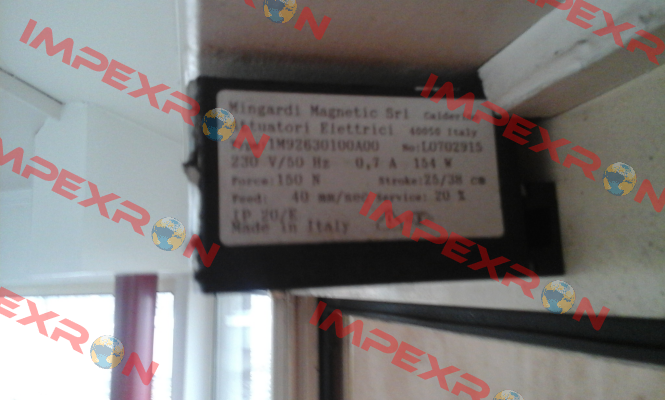 IMPEXRON
IMPEXRON
Mingardi Magnetic Srl Calderino
Attuatori Elettrici 40050 Italy
Type: 1M92630100A00 No: L0702915
230 V/50 Hz 0,7 A 154 W
Force: 150 N Stroke: 25/38 cm
Feed: 40 mm/sec Service: 20 %
IP 20/E
Made in Italy
IMPEXRON
IMPEXRON
IMPEXRON
IMPEXRON
IMPEXRON